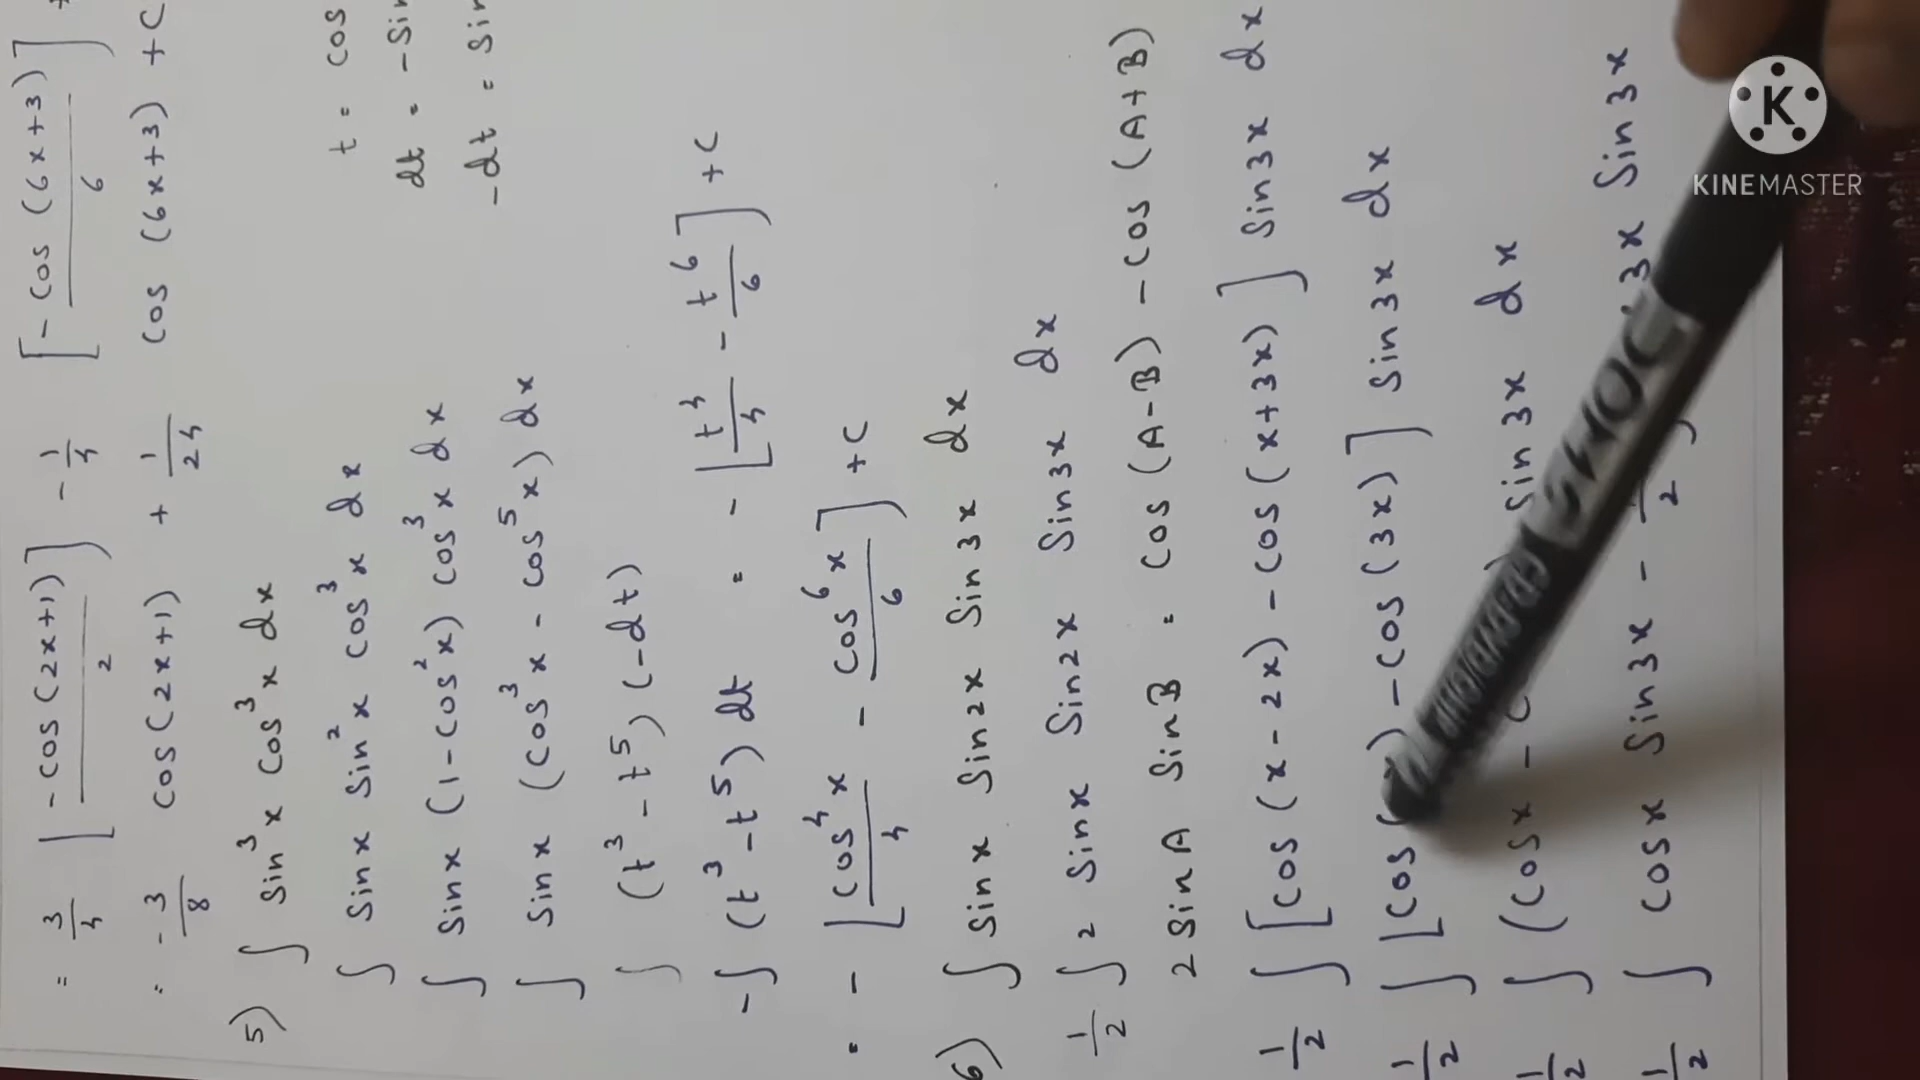 = 3/4 [-cos(2x+1)/2] - 1/4 [-cos(6x+3)/6]
= -3/8 cos(2x+1) + 1/24 cos(6x+3) + C
5) ∫ sin³x cos³x dx
∫ sinx sin²x cos³x dx
t = cos
∫ sinx (1-cos²x) cos³x dx
dt = -sin
∫ sinx (cos³x - cos⁵x) dx
-dt = sin
∫ (t³ - t⁵) (-dt)
-∫ (t³ - t⁵) dt = -[t⁴/4 - t⁶/6] + C
= -[cos⁴x/4 - cos⁶x/6] + C
6) ∫ sinx sin2x sin3x dx
1/2 ∫ 2 sinx sin2x sin3x dx
2 sinA sinB = cos(A-B) - cos(A+B)
1/2 ∫ [cos(x-2x) - cos(x+3x)] sin3x dx
1/2 ∫ [cos( ) - cos(3x)] sin3x dx
1/2 ∫ (cosx - sin3x dx
1/2 ∫ cosx sin3x - 3x sin3x
2
DOMS
K
KINEMASTER